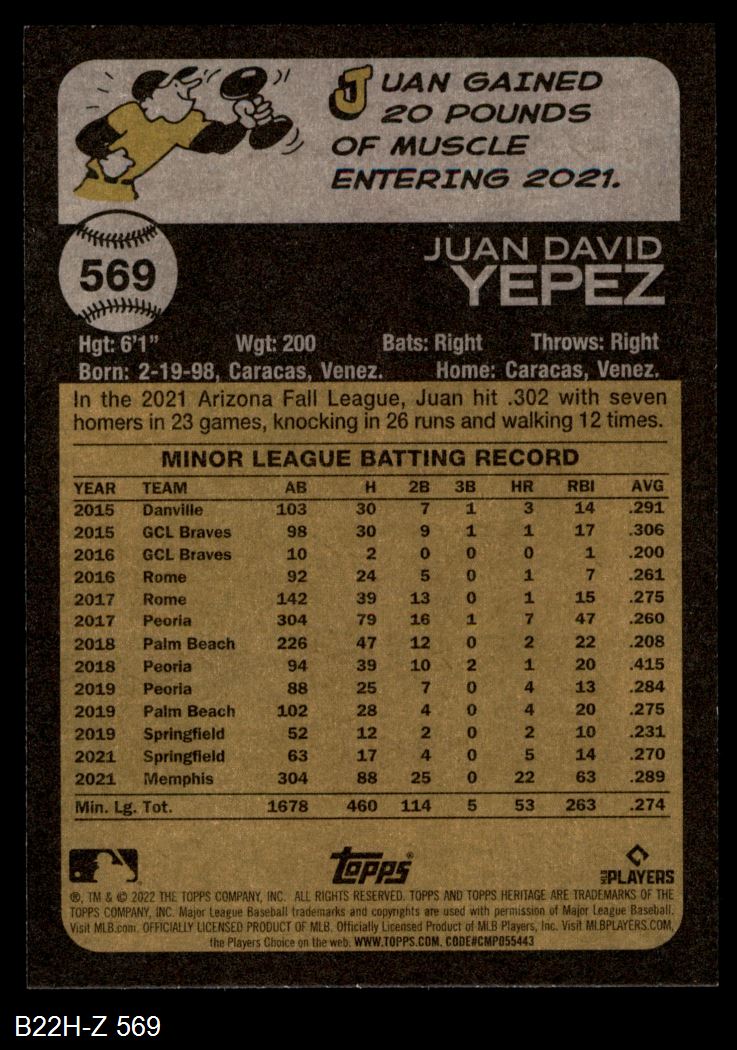 JUAN GAINED
20 POUNDS
OF MUSCLE
ENTERING 2021.
569
JUAN DAVID
YEPEZ
Hgt: 6'1" Wgt: 200 Bats: Right Throws: Right
Born: 2-19-98, Caracas, Venez. Home: Caracas, Venez.
In the 2021 Arizona Fall League, Juan hit .302 with seven
homers in 23 games, knocking in 26 runs and walking 12 times.
MINOR LEAGUE BATTING RECORD
YEAR TEAM AB H 2B 3B HR RBI AVG
2015 Danville 103 30 7 1 3 14 .291
2015 GCL Braves 98 30 9 1 1 17 .306
2016 GCL Braves 10 2 0 0 0 1 .200
2016 Rome 92 24 5 0 1 7 .261
2017 Rome 142 39 13 0 1 15 .275
2017 Peoria 304 79 16 1 7 47 .260
2018 Palm Beach 226 47 12 0 2 22 .208
2018 Peoria 94 39 10 2 1 20 .415
2019 Peoria 88 25 7 0 4 13 .284
2019 Palm Beach 102 28 4 0 4 20 .275
2019 Springfield 52 12 2 0 2 10 .231
2021 Springfield 63 17 4 0 5 14 .270
2021 Memphis 304 88 25 0 22 63 .289
Min. Lg. Tot. 1678 460 114 5 53 263 .274
TOPPS®
MLB PLAYERS
®, TM & © 2022 THE TOPPS COMPANY, INC. ALL RIGHTS RESERVED. TOPPS AND TOPPS HERITAGE ARE TRADEMARKS OF THE
TOPPS COMPANY, INC. Major League Baseball trademarks and copyrights are used with permission of Major League Baseball.
Visit MLB.com. OFFICIALLY LICENSED PRODUCT OF MLB. Officially Licensed Product of MLB Players, Inc. Visit MLBPLAYERS.COM,
the Players Choice on the web. WWW.TOPPS.COM. CODE#CMP055443
B22H-Z 569